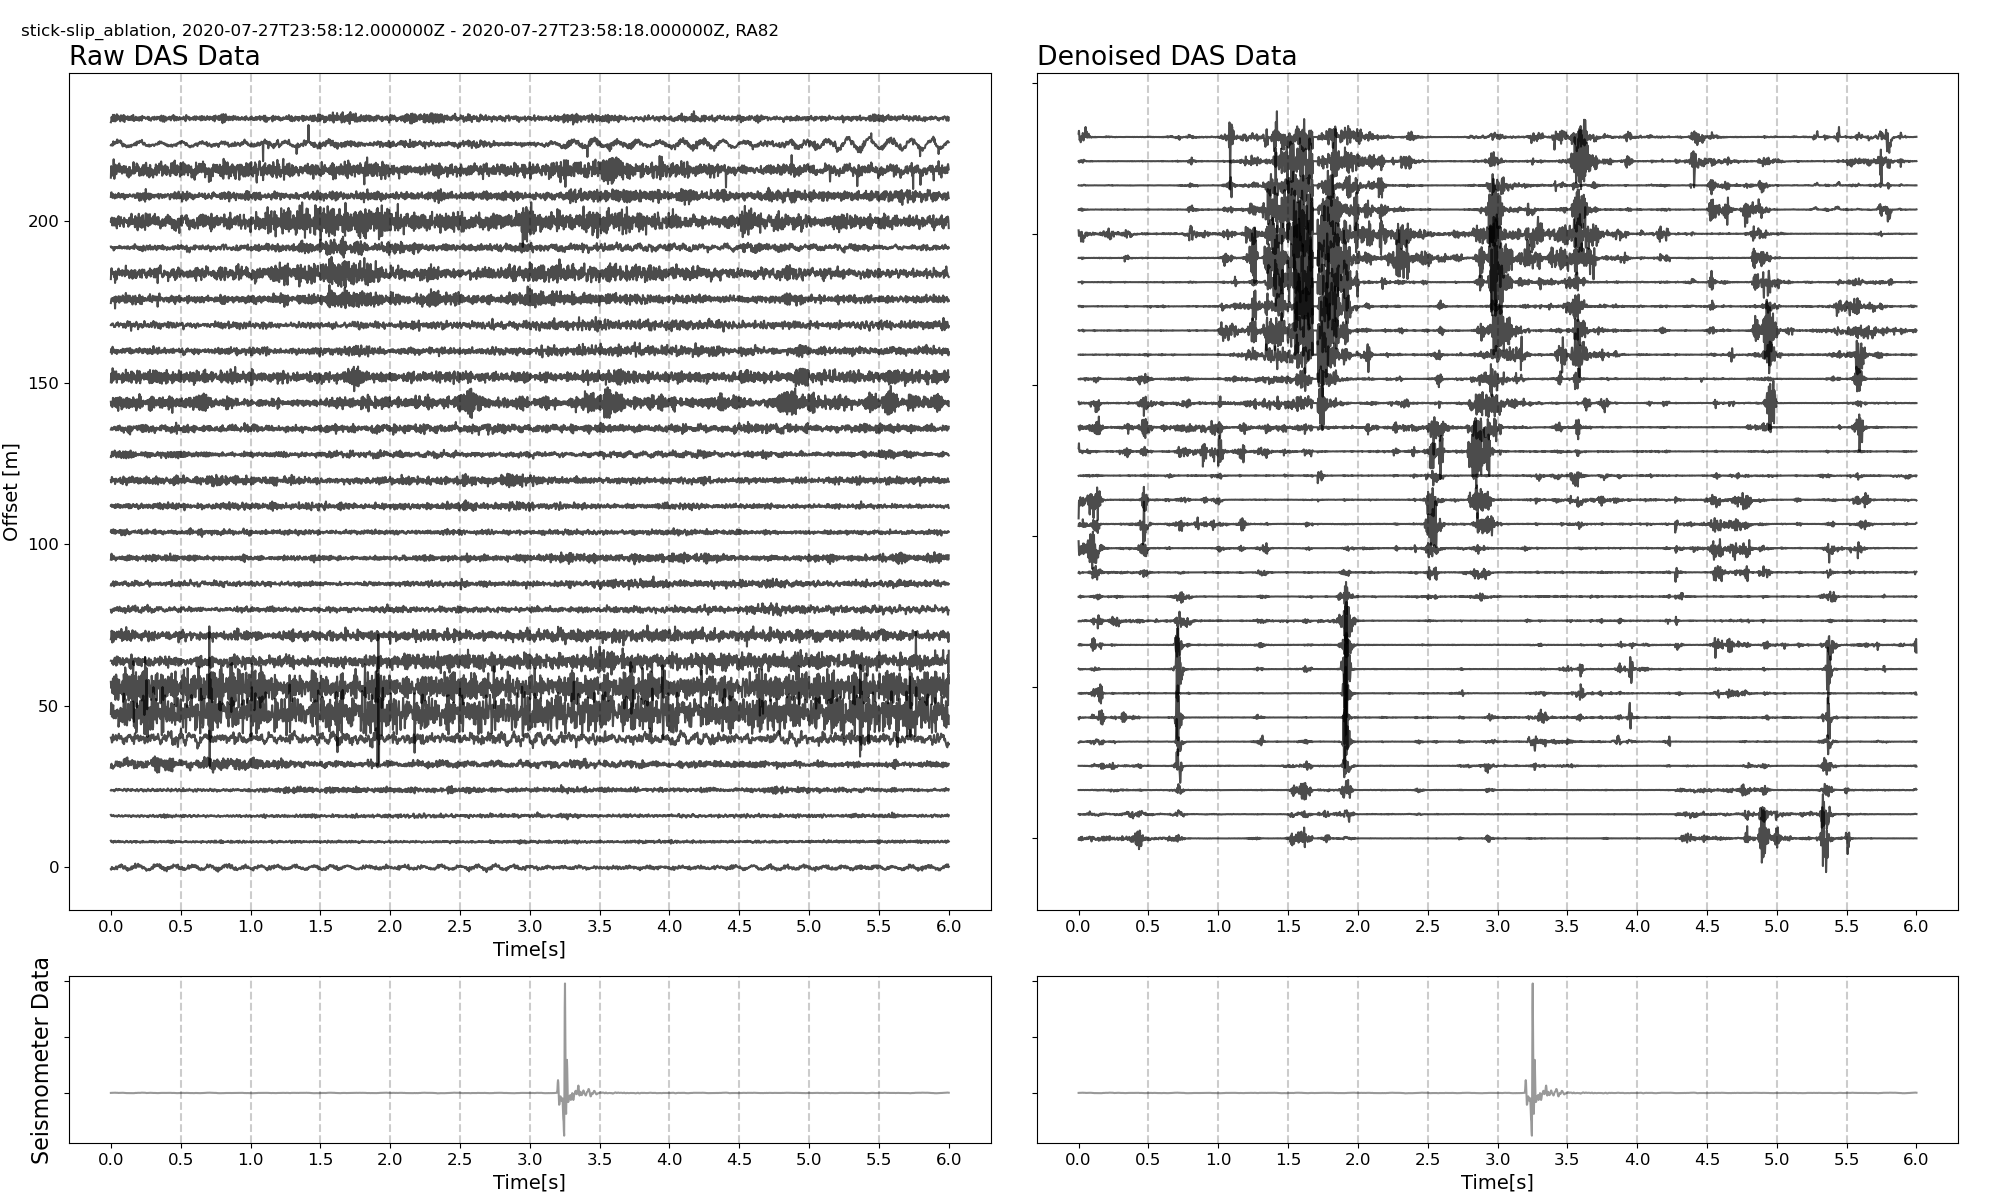 stick-slip_ablation, 2020-07-27T23:58:12.000000Z - 2020-07-27T23:58:18.000000Z, RA82
Raw DAS Data
Denoised DAS Data
Offset [m]
200
150
100
50
0
0.0 0.5 1.0 1.5 2.0 2.5 3.0 3.5 4.0 4.5 5.0 5.5 6.0
Time[s]
0.0 0.5 1.0 1.5 2.0 2.5 3.0 3.5 4.0 4.5 5.0 5.5 6.0
Seismometer Data
0.0 0.5 1.0 1.5 2.0 2.5 3.0 3.5 4.0 4.5 5.0 5.5 6.0
Time[s]
0.0 0.5 1.0 1.5 2.0 2.5 3.0 3.5 4.0 4.5 5.0 5.5 6.0
Time[s]